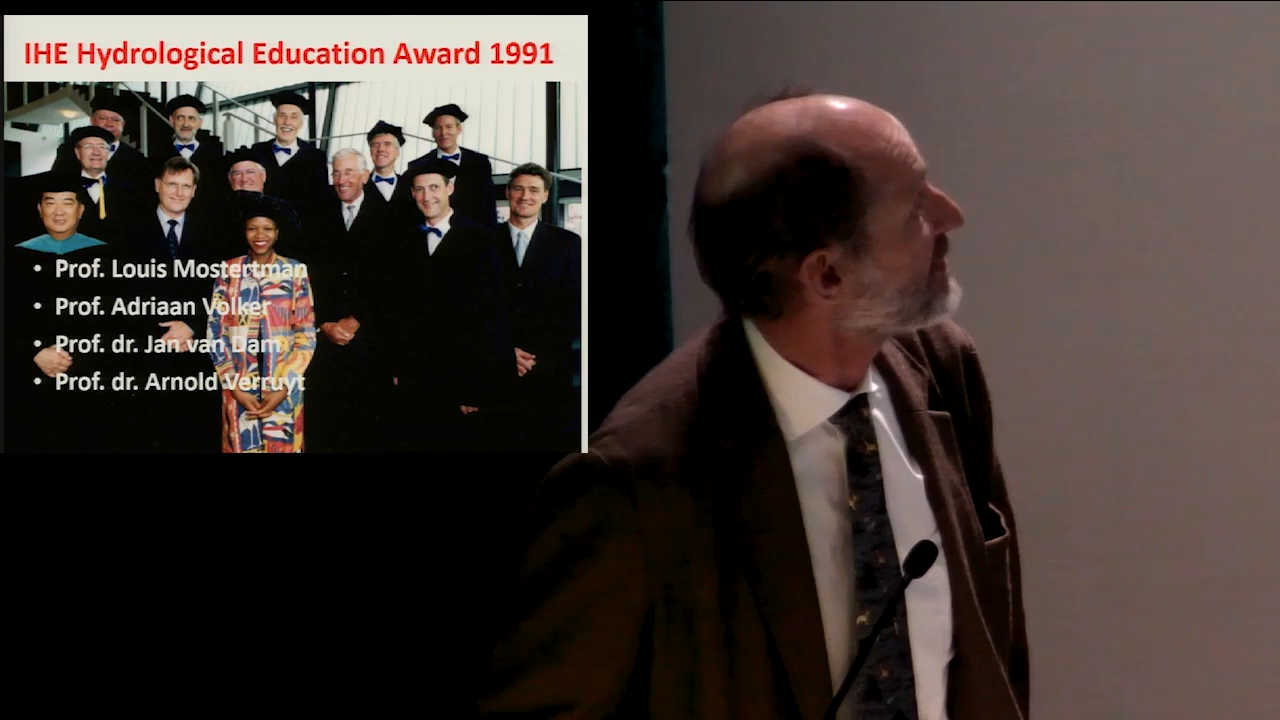 IHE Hydrological Education Award 1991
• Prof. Louis Mostertman
• Prof. Adriaan Volker
• Prof. dr. Jan van Dam
• Prof. dr. Arnold Verruyt